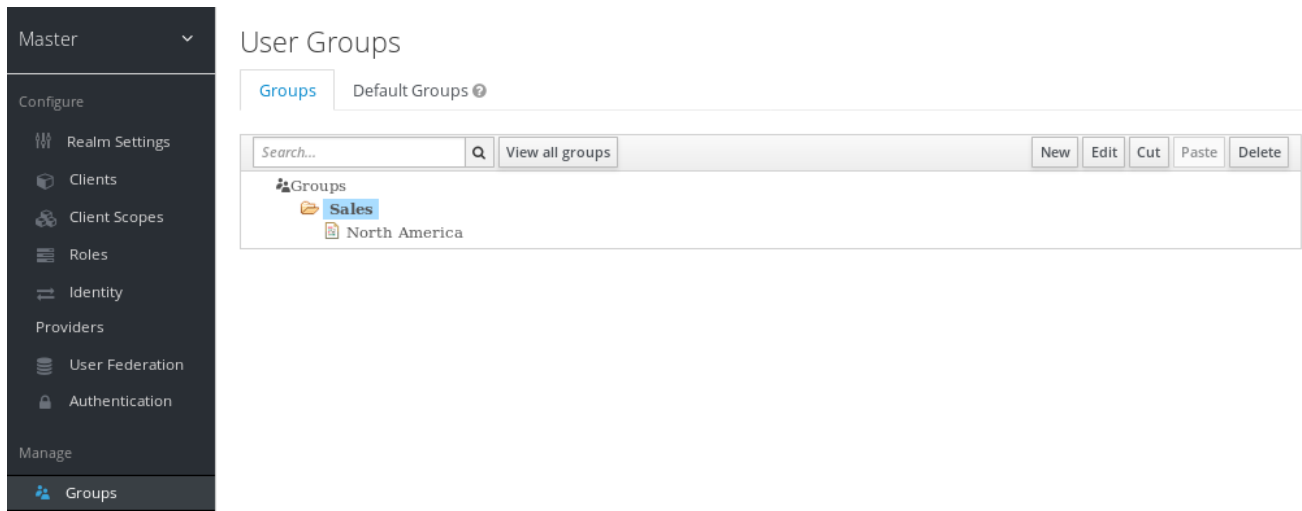 Master
Configure
Realm Settings
Clients
Client Scopes
Roles
Identity
Providers
User Federation
Authentication
Manage
Groups
User Groups
Groups Default Groups
Search... View all groups New Edit Cut Paste Delete
Groups
Sales
North America